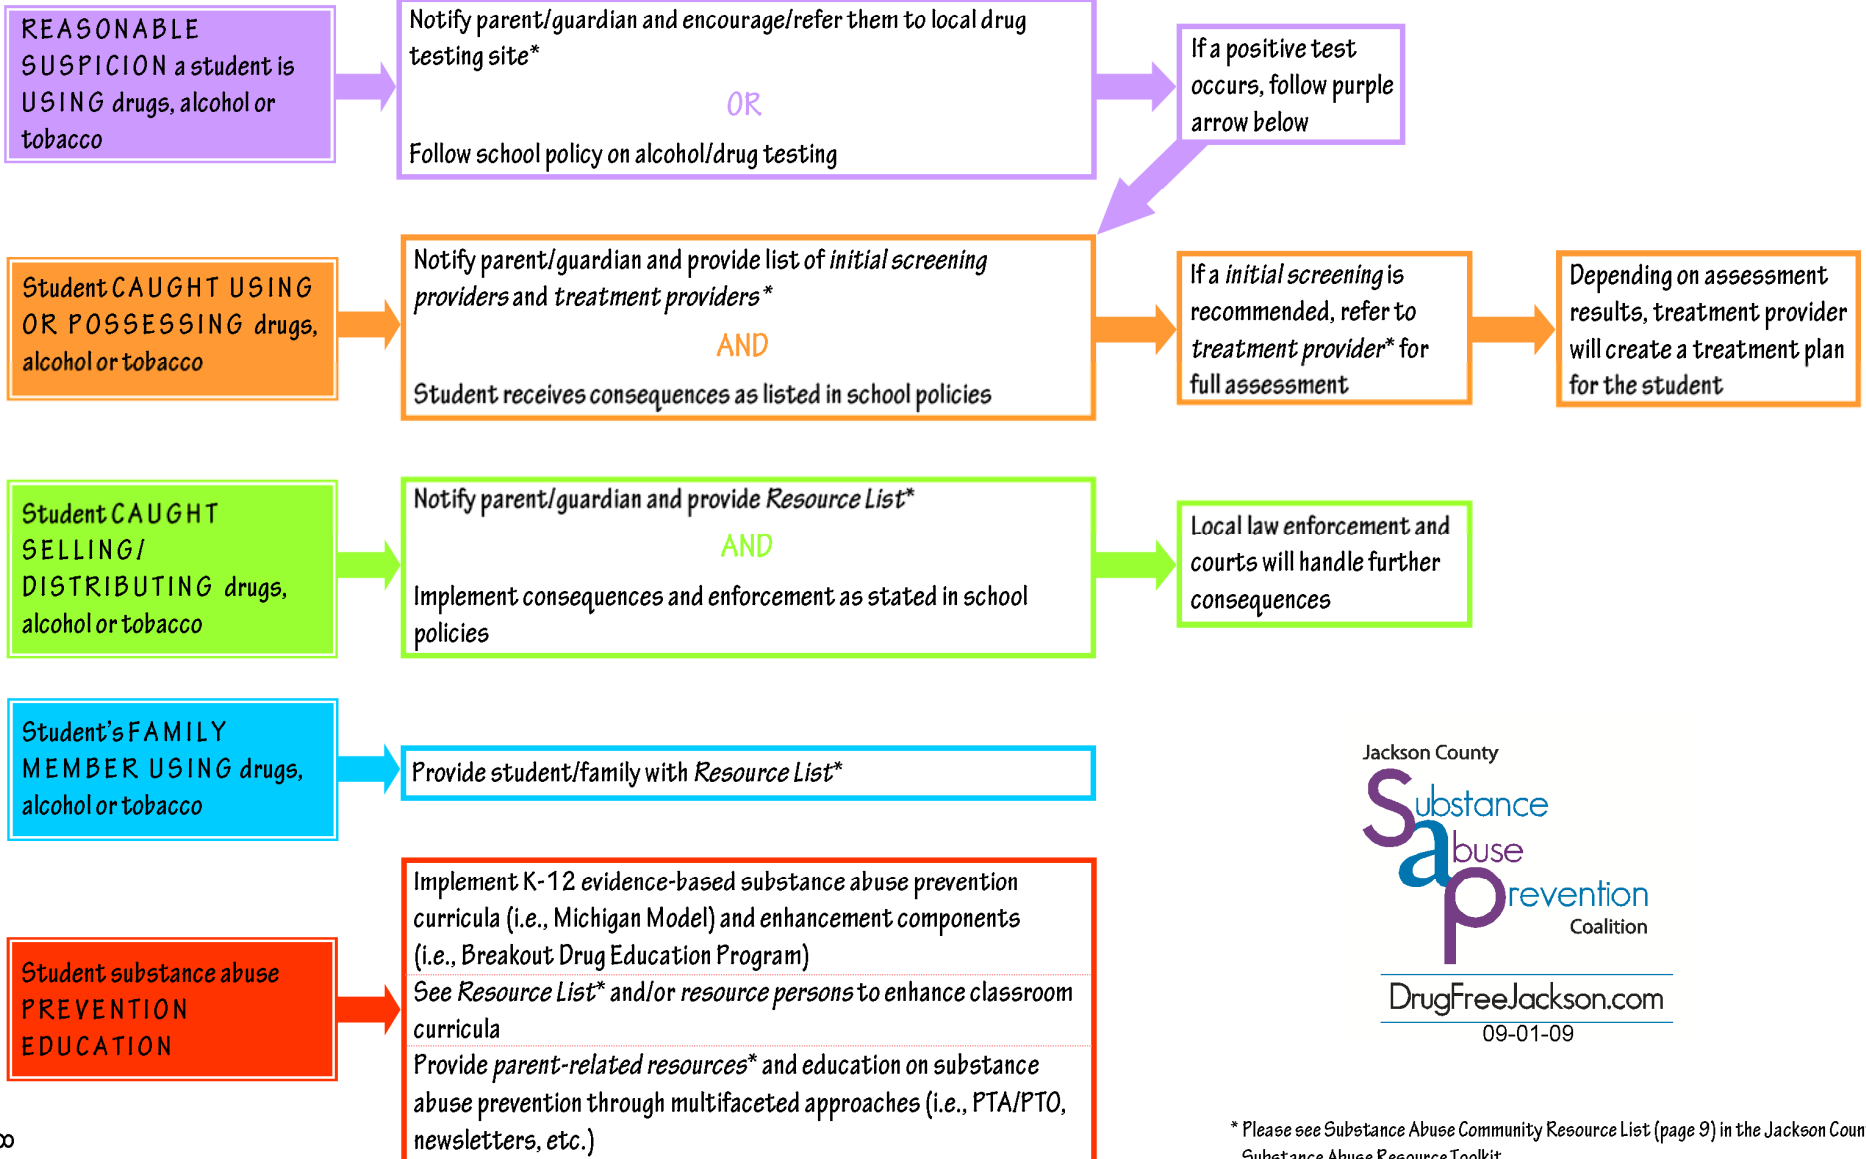 REASONABLE
SUSPICION a student is
USING drugs, alcohol or
tobacco
Notify parent/guardian and encourage/refer them to local drug
testing site*
OR
Follow school policy on alcohol/drug testing
If a positive test
occurs, follow purple
arrow below
Student CAUGHT USING
OR POSSESSING drugs,
alcohol or tobacco
Notify parent/guardian and provide list of initial screening
providers and treatment providers*
AND
Student receives consequences as listed in school policies
If a initial screening is
recommended, refer to
treatment provider* for
full assessment
Depending on assessment
results, treatment provider
will create a treatment plan
for the student
Student CAUGHT
SELLING/
DISTRIBUTING drugs,
alcohol or tobacco
Notify parent/guardian and provide Resource List*
AND
Implement consequences and enforcement as stated in school
policies
Local law enforcement and
courts will handle further
consequences
Student's FAMILY
MEMBER USING drugs,
alcohol or tobacco
Provide student/family with Resource List*
Student substance abuse
PREVENTION
EDUCATION
Implement K-12 evidence-based substance abuse prevention
curricula (i.e., Michigan Model) and enhancement components
(i.e., Breakout Drug Education Program)
See Resource List* and/or resource persons to enhance classroom
curricula
Provide parent-related resources* and education on substance
abuse prevention through multifaceted approaches (i.e., PTA/PTO,
newsletters, etc.)
Jackson County
Substance
abuse
Prevention
Coalition
DrugFreeJackson.com
09-01-09
* Please see Substance Abuse Community Resource List (page 9) in the Jackson Coun
Substance Abuse Resource Toolkit
8